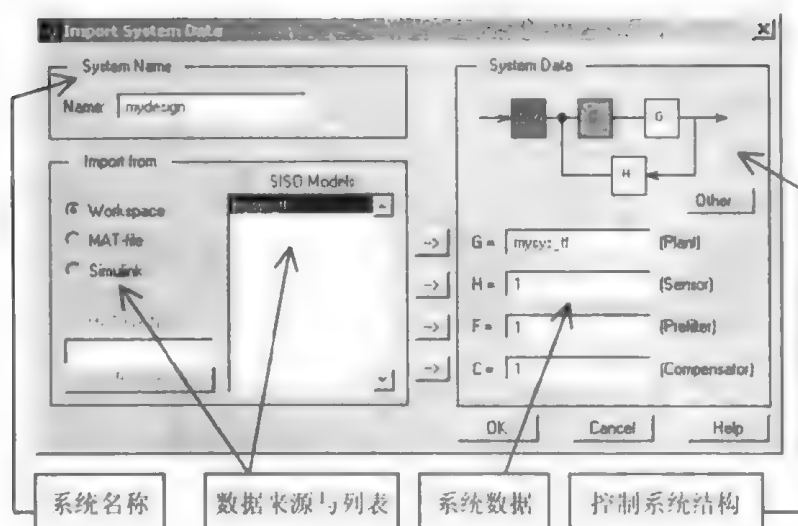 Import System Data
System Name
Name: mydesign
Import from
SISO Models
Workspace
MAT-file
Simulink
System Data
G
H
Other
-->
G = mysys_tf (Plant)
-->
H = 1 (Sensor)
-->
F = 1 (Prefilter)
-->
C = 1 (Compensator)
OK
Cancel
Help
系统名称
数据来源与列表
系统数据
控制系统结构